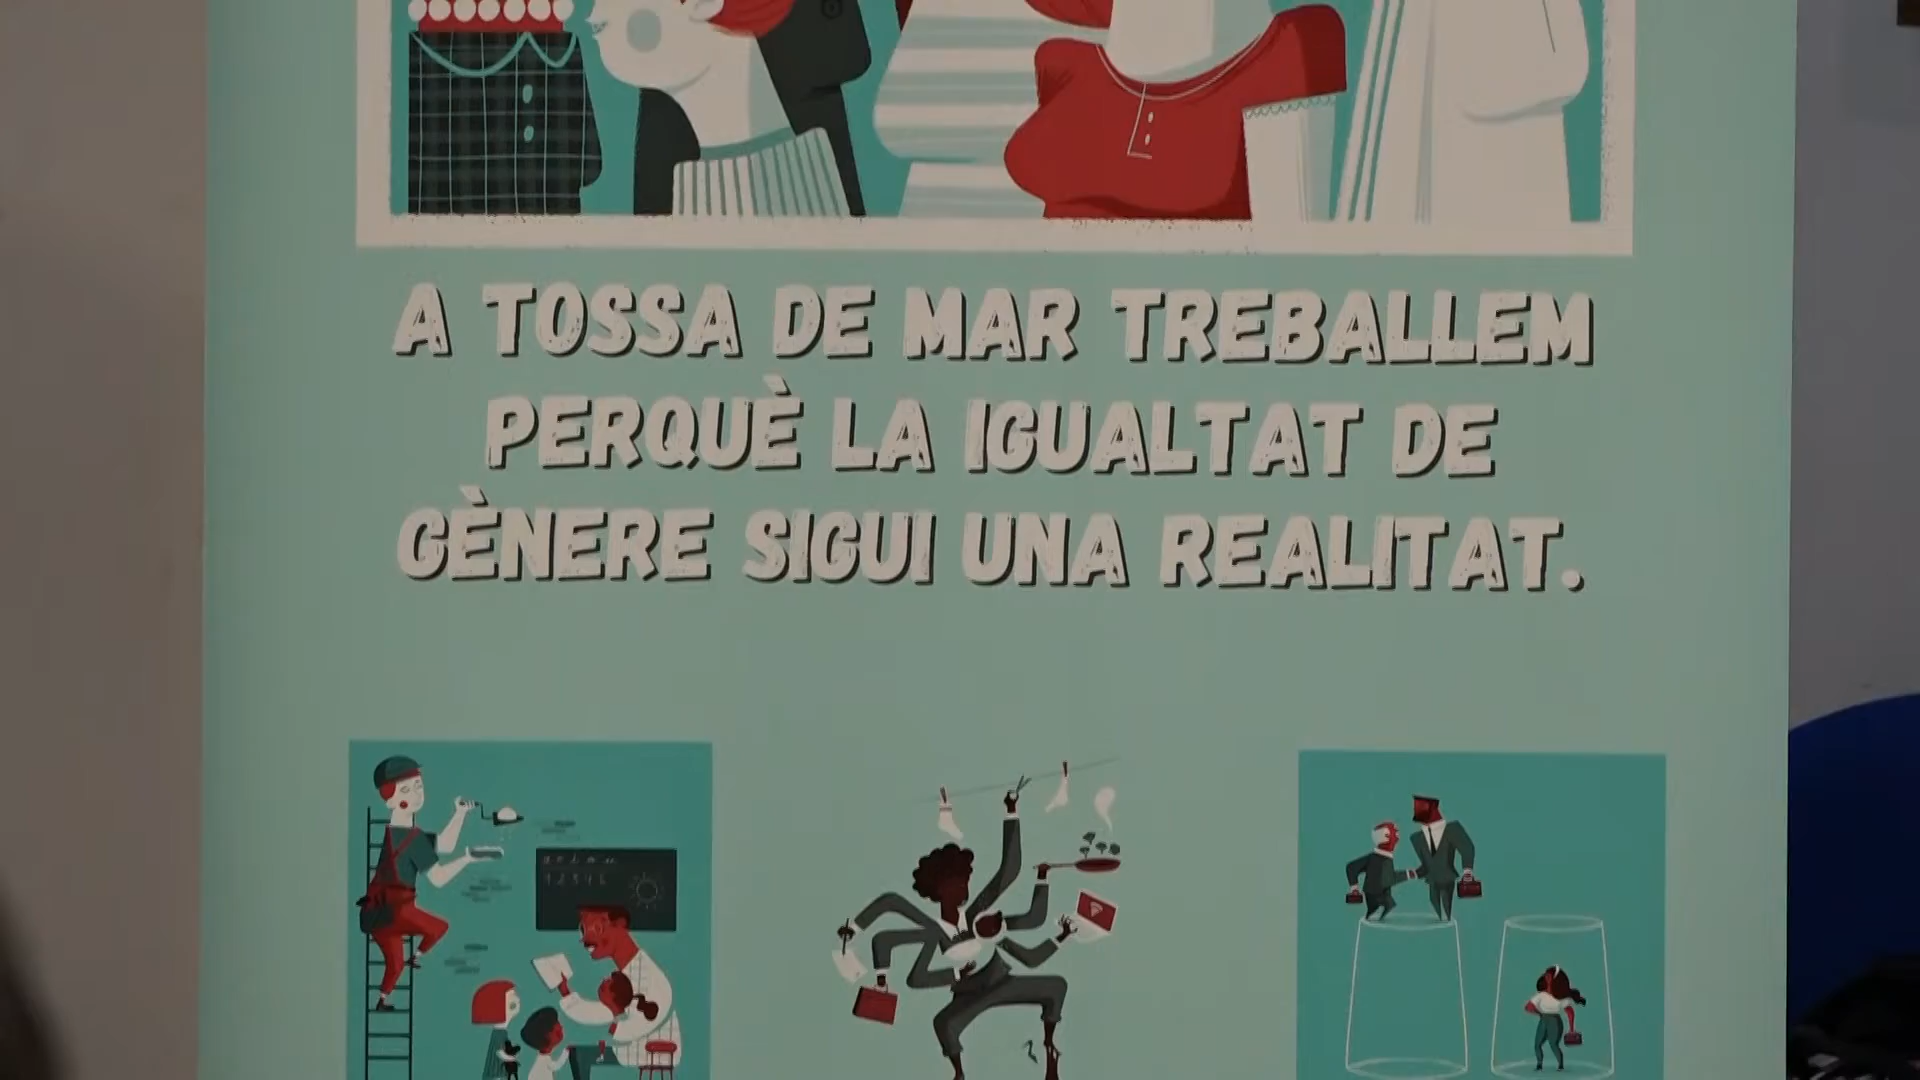 A TOSSA DE MAR TREBALLEM
PERQUÈ LA IGUALTAT DE
GÈNERE SIGUI UNA REALITAT.